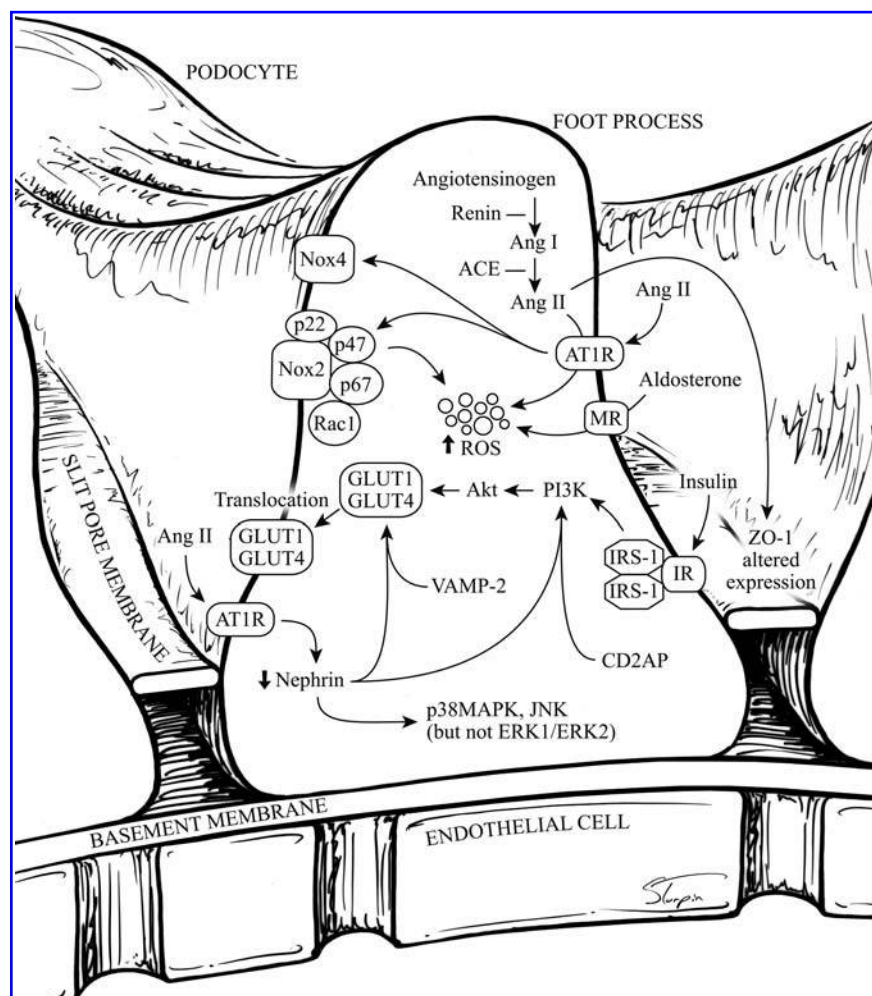 PODOCYTE
FOOT PROCESS
Angiotensinogen
Renin
Ang I
ACE
Ang II
Ang II
Nox4
p22
p47
Nox2
p67
Rac1
AT1R
Aldosterone
MR
ROS
SLIT PORE MEMBRANE
GLUT1
GLUT4
Akt
PI3K
Insulin
Translocation
GLUT1
GLUT4
Ang II
IRS-1
IRS-1
IR
ZO-1
altered
expression
VAMP-2
AT1R
CD2AP
Nephrin
p38MAPK, JNK
(but not ERK1/ERK2)
BASEMENT MEMBRANE
ENDOTHELIAL CELL